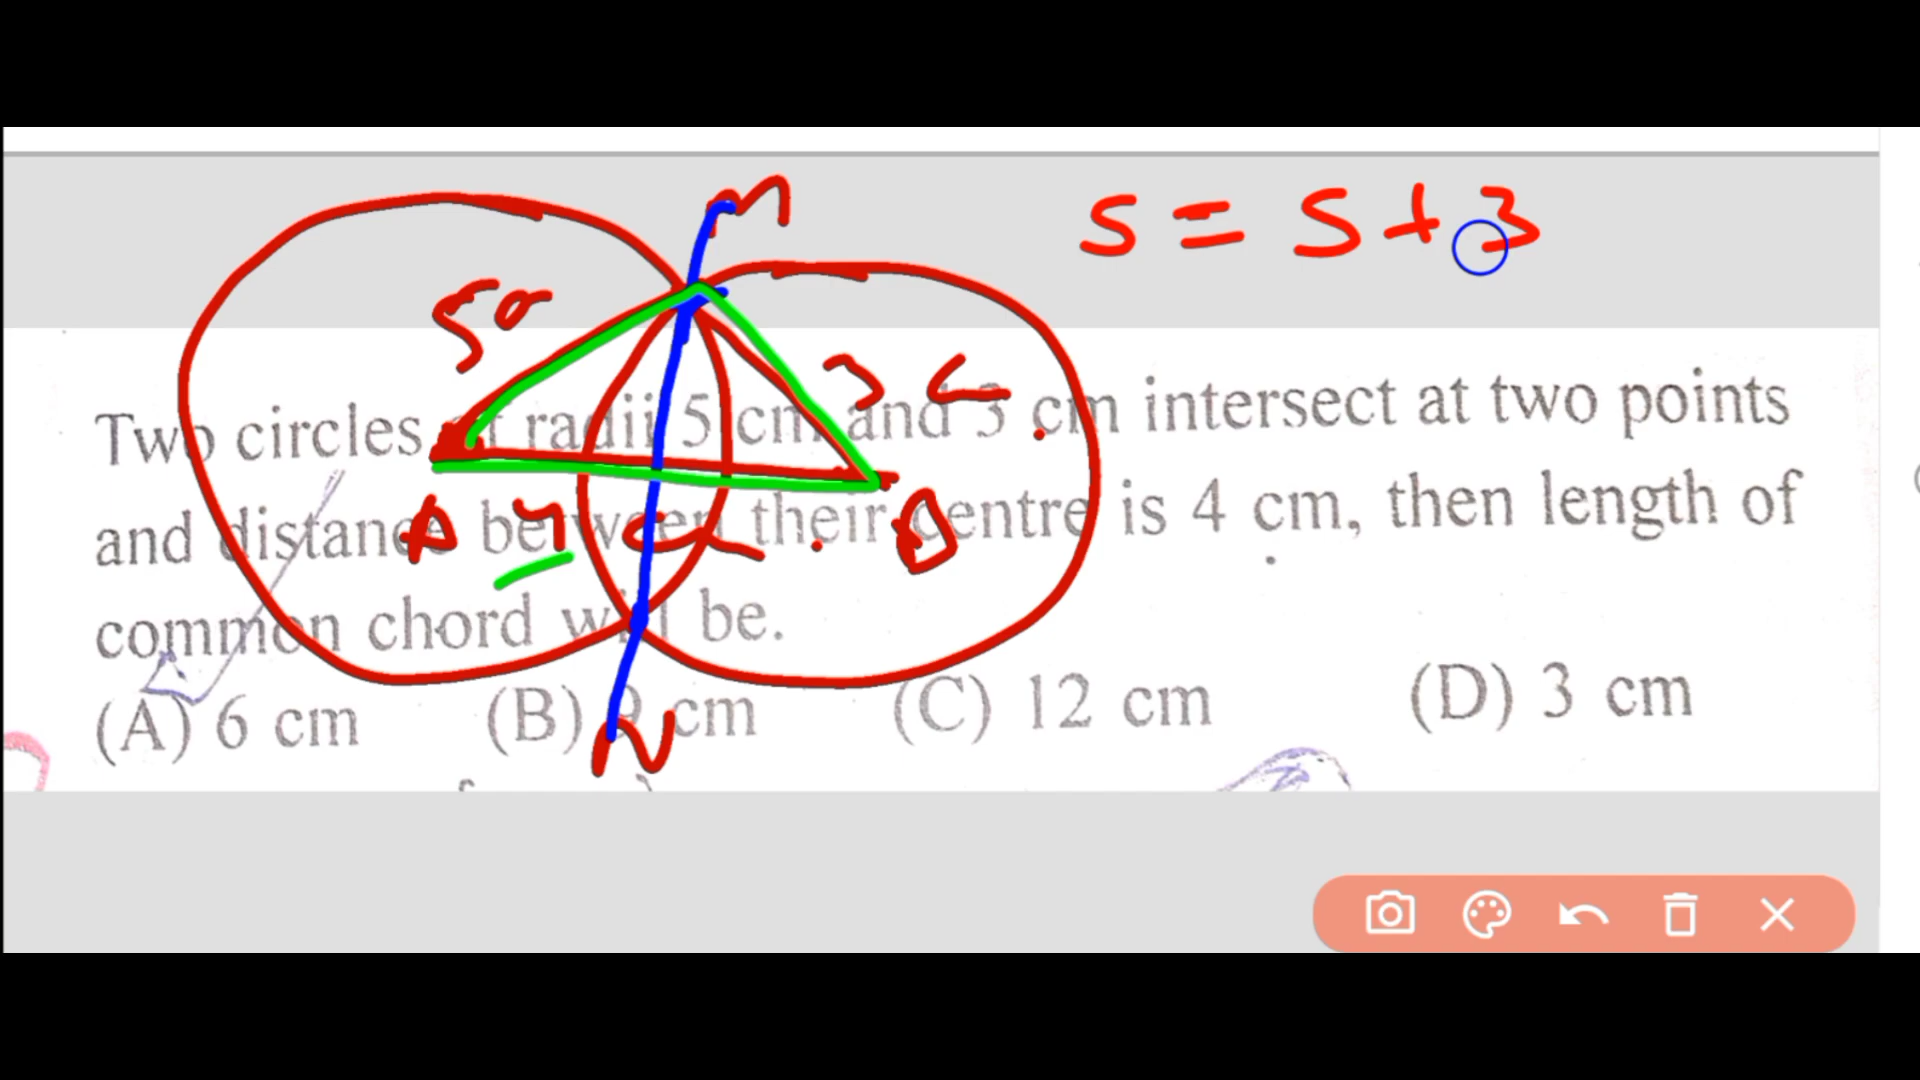 M
S = 5 + 3
5
3 c
Two circles of radii 5 cm and 3 cm intersect at two points
A 4 c B
and distance between their centre is 4 cm, then length of
common chord will be.
(A) 6 cm (B) 9 cm (C) 12 cm (D) 3 cm
N